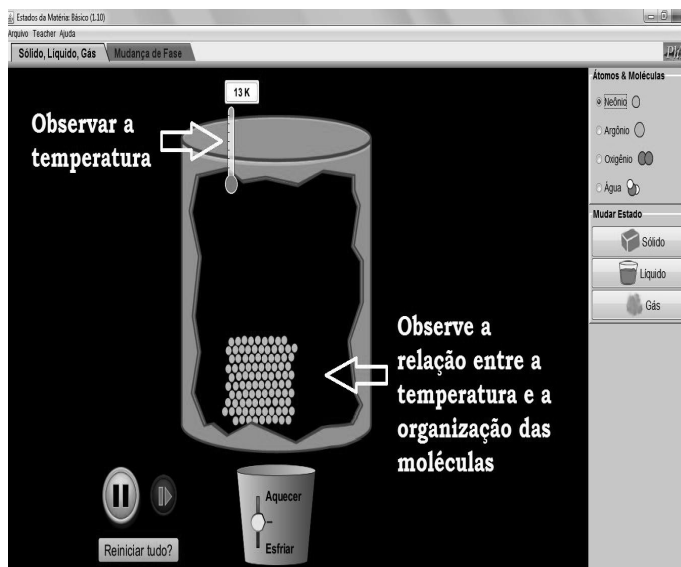 Estados da Matéria: Básico (1.10)
Arquivo Teacher Ajuda
Sólido, Líquido, Gás
Mudança de Fase
13 K
Observar a
temperatura
Observe a
relação entre a
temperatura e a
organização das
moléculas
Aquecer
Esfriar
Reiniciar tudo?
Átomos & Moléculas
Neônio
Argônio
Oxigênio
Água
Mudar Estado
Sólido
Líquido
Gás